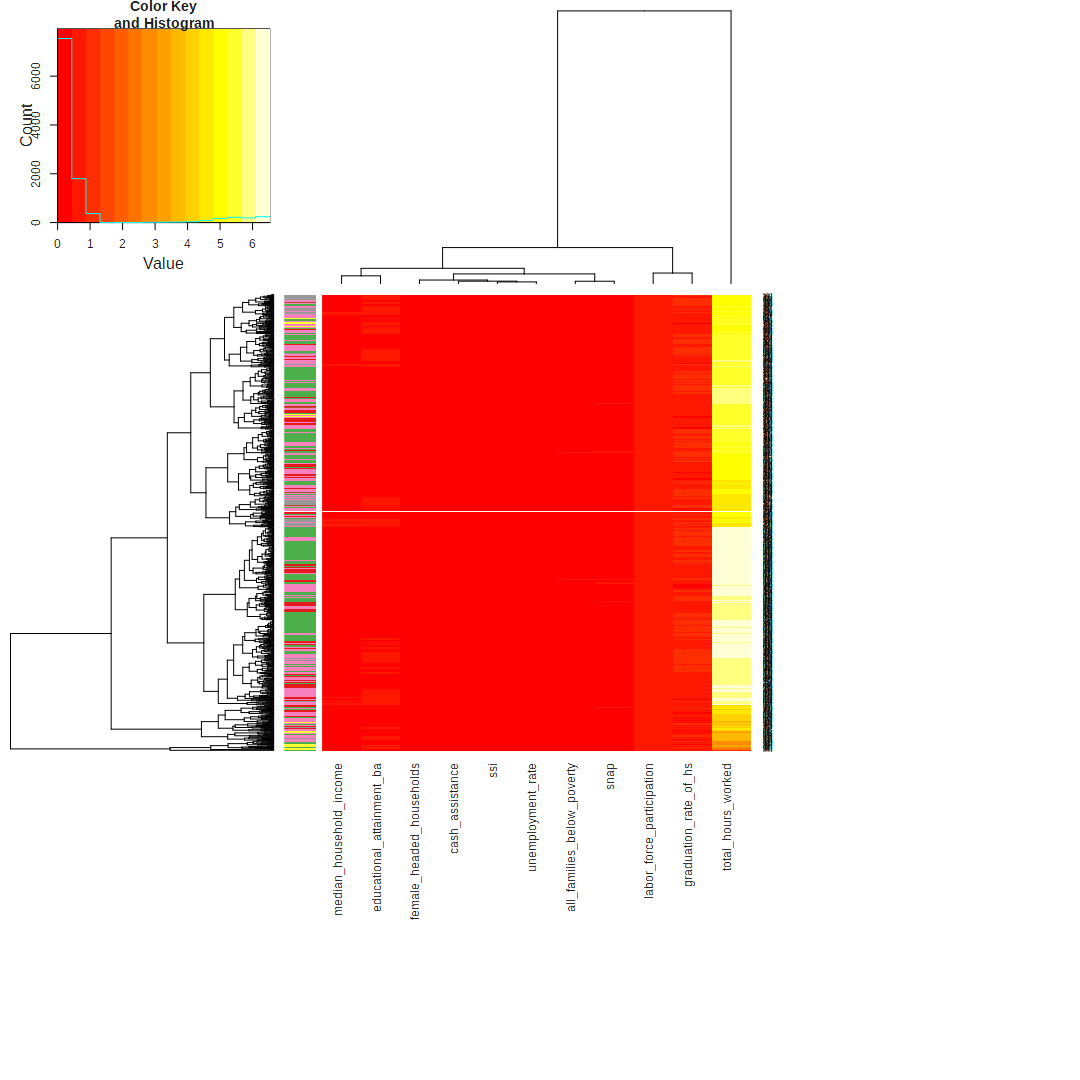 Color Key
and Histogram
Count
0
2000
4000
6000
0 1 2 3 4 5 6
Value
median_household_income
educational_attainment_ba
female_headed_households
cash_assistance
ssi
unemployment_rate
all_families_below_poverty
snap
labor_force_participation
graduation_rate_of_hs
total_hours_worked